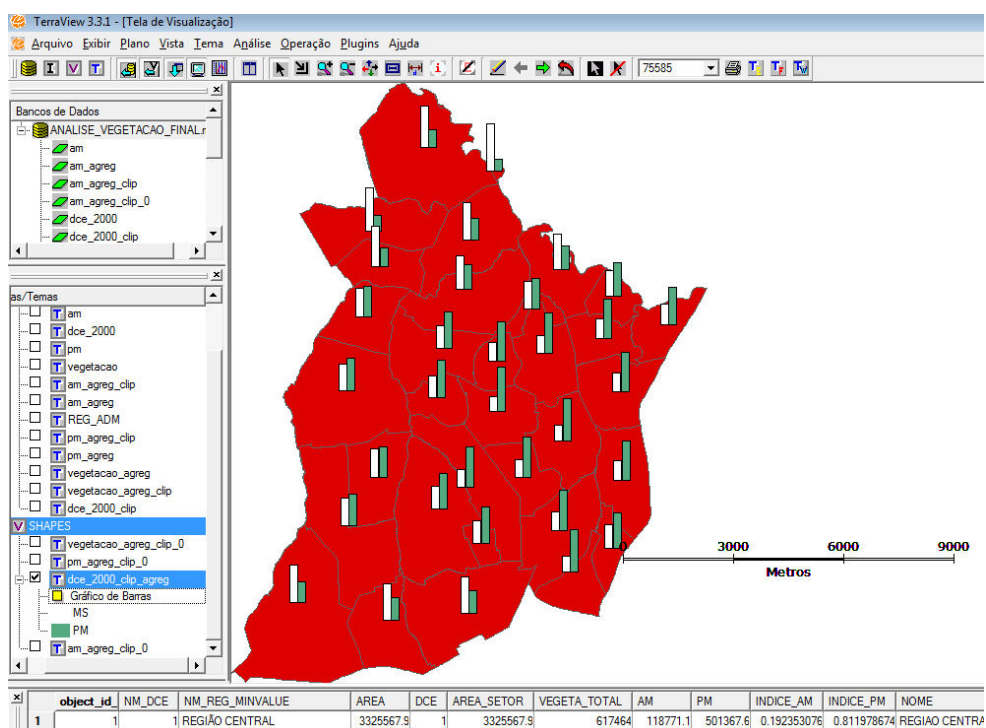 TerraView 3.3.1 - [Tela de Visualização]
Arquivo Exibir Plano Vista Tema Análise Operação Plugins Ajuda
I V T 75585
Bancos de Dados
ANALISE_VEGETACAO_FINAL.r
am
am_agreg
am_agreg_clip
am_agreg_clip_0
dce_2000
dce_2000_clip
as/Temas
T am
T dce_2000
T pm
T vegetacao
T am_agreg_clip
T am_agreg
T REG_ADM
T pm_agreg_clip
T pm_agreg
T vegetacao_agreg
T vegetacao_agreg_clip
T dce_2000_clip
V SHAPES
T vegetacao_agreg_clip_0
T pm_agreg_clip_0
T dce_2000_clip_agreg
Gráfico de Barras
MS
PM
T am_agreg_clip_0
0 3000 6000 9000
Metros
object_id_ NM_DCE NM_REG_MINVALUE AREA DCE AREA_SETOR VEGETA_TOTAL AM PM INDICE_AM INDICE_PM NOME
1 1 1 REGIÃO CENTRAL 3325567.9 1 3325567.9 617464 118771.1 501367.6 0.192353076 0.811978674 REGIAO CENTRA